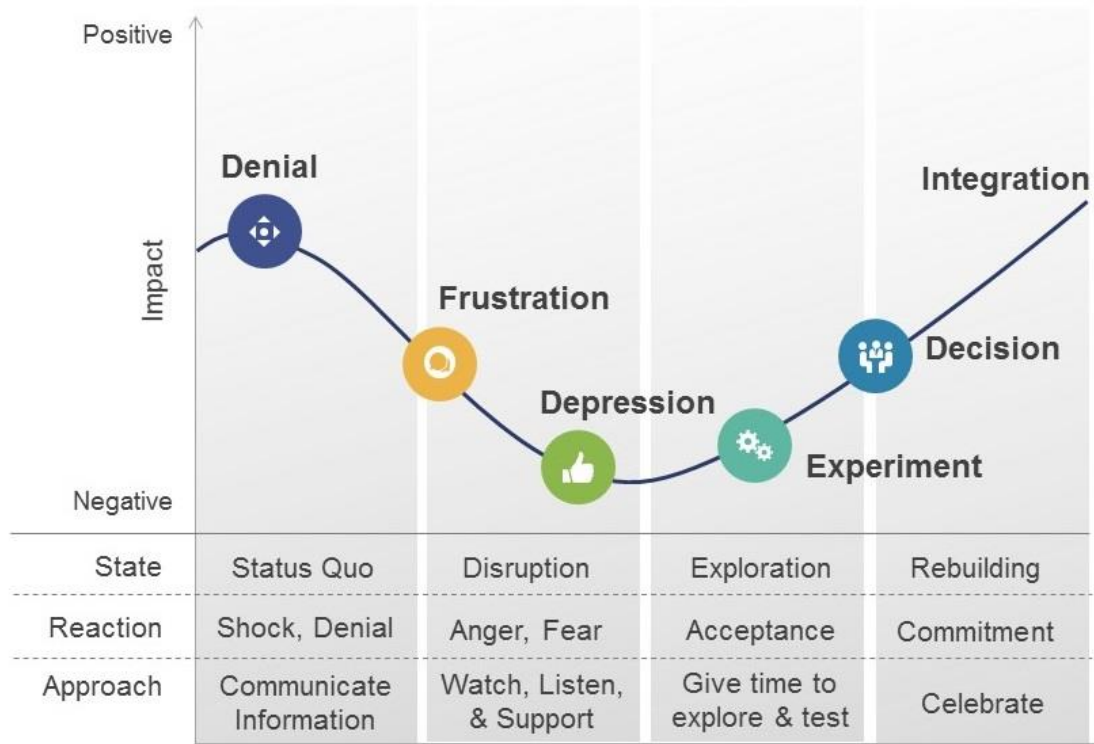 Positive
Denial
Integration
Impact
Frustration
Decision
Depression
Experiment
Negative
State
Status Quo
Disruption
Exploration
Rebuilding
Reaction
Shock, Denial
Anger, Fear
Acceptance
Commitment
Approach
Communicate
Information
Watch, Listen,
& Support
Give time to
explore & test
Celebrate